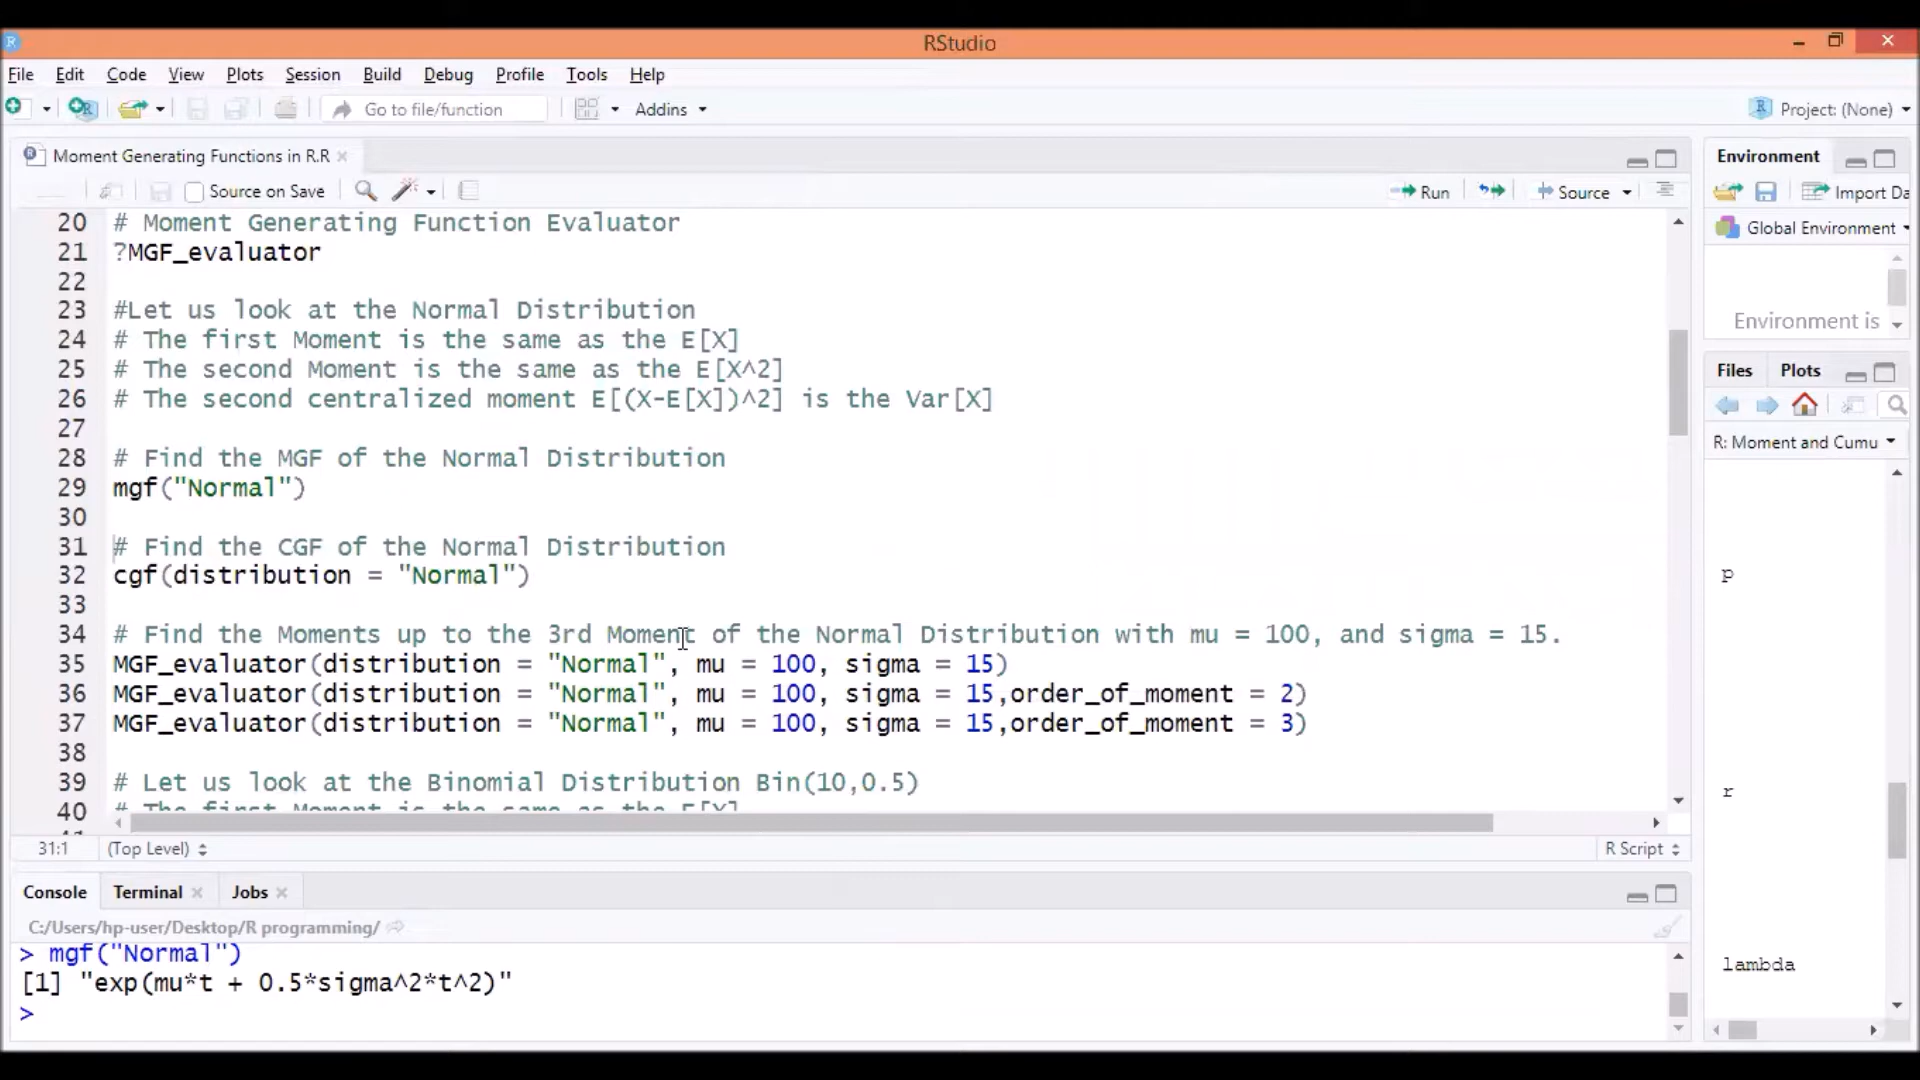 RStudio
File Edit Code View Plots Session Build Debug Profile Tools Help
Go to file/function Addins Project: (None)
Moment Generating Functions in R.R
Source on Save Run Source
20 # Moment Generating Function Evaluator
21 ?MGF_evaluator
22
23 #Let us look at the Normal Distribution
24 # The first Moment is the same as the E[X]
25 # The second Moment is the same as the E[X^2]
26 # The second centralized moment E[(X-E[X])^2] is the Var[X]
27
28 # Find the MGF of the Normal Distribution
29 mgf("Normal")
30
31 # Find the CGF of the Normal Distribution
32 cgf(distribution = "Normal")
33
34 # Find the Moments up to the 3rd Moment of the Normal Distribution with mu = 100, and sigma = 15.
35 MGF_evaluator(distribution = "Normal", mu = 100, sigma = 15)
36 MGF_evaluator(distribution = "Normal", mu = 100, sigma = 15,order_of_moment = 2)
37 MGF_evaluator(distribution = "Normal", mu = 100, sigma = 15,order_of_moment = 3)
38
39 # Let us look at the Binomial Distribution Bin(10,0.5)
40 # The first Moment is the same as the E[X]
31:1 (Top Level) R Script
Console Terminal Jobs
C:/Users/hp-user/Desktop/R programming/
> mgf("Normal")
[1] "exp(mu*t + 0.5*sigma^2*t^2)"
>
Environment
Import Da
Global Environment
Environment is
Files Plots
R: Moment and Cumu
p
r
lambda